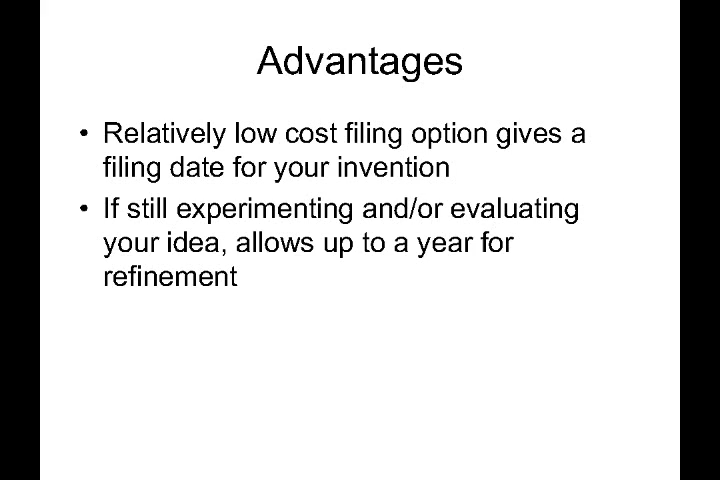 Advantages
• Relatively low cost filing option gives a
filing date for your invention
• If still experimenting and/or evaluating
your idea, allows up to a year for
refinement